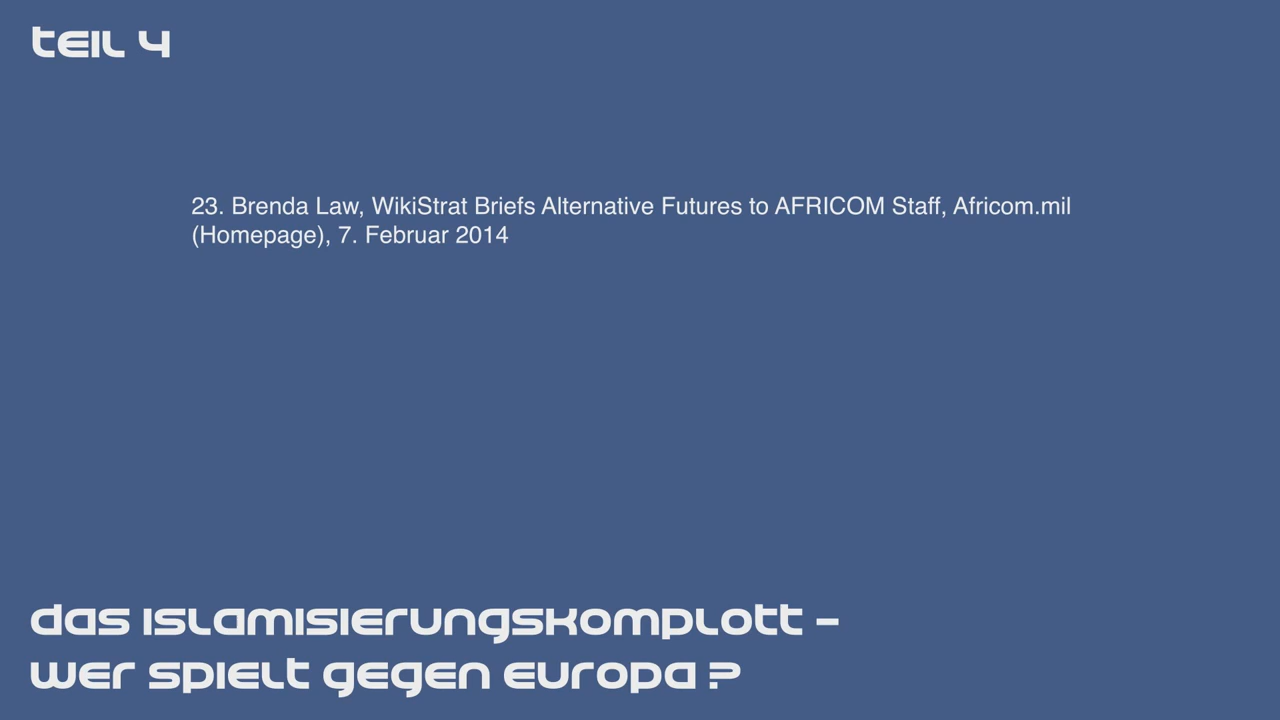 Teil 4
23. Brenda Law, WikiStrat Briefs Alternative Futures to AFRICOM Staff, Africom.mil
(Homepage), 7. Februar 2014
das Islamisierungskomplott –
wer spielt gegen Europa ?